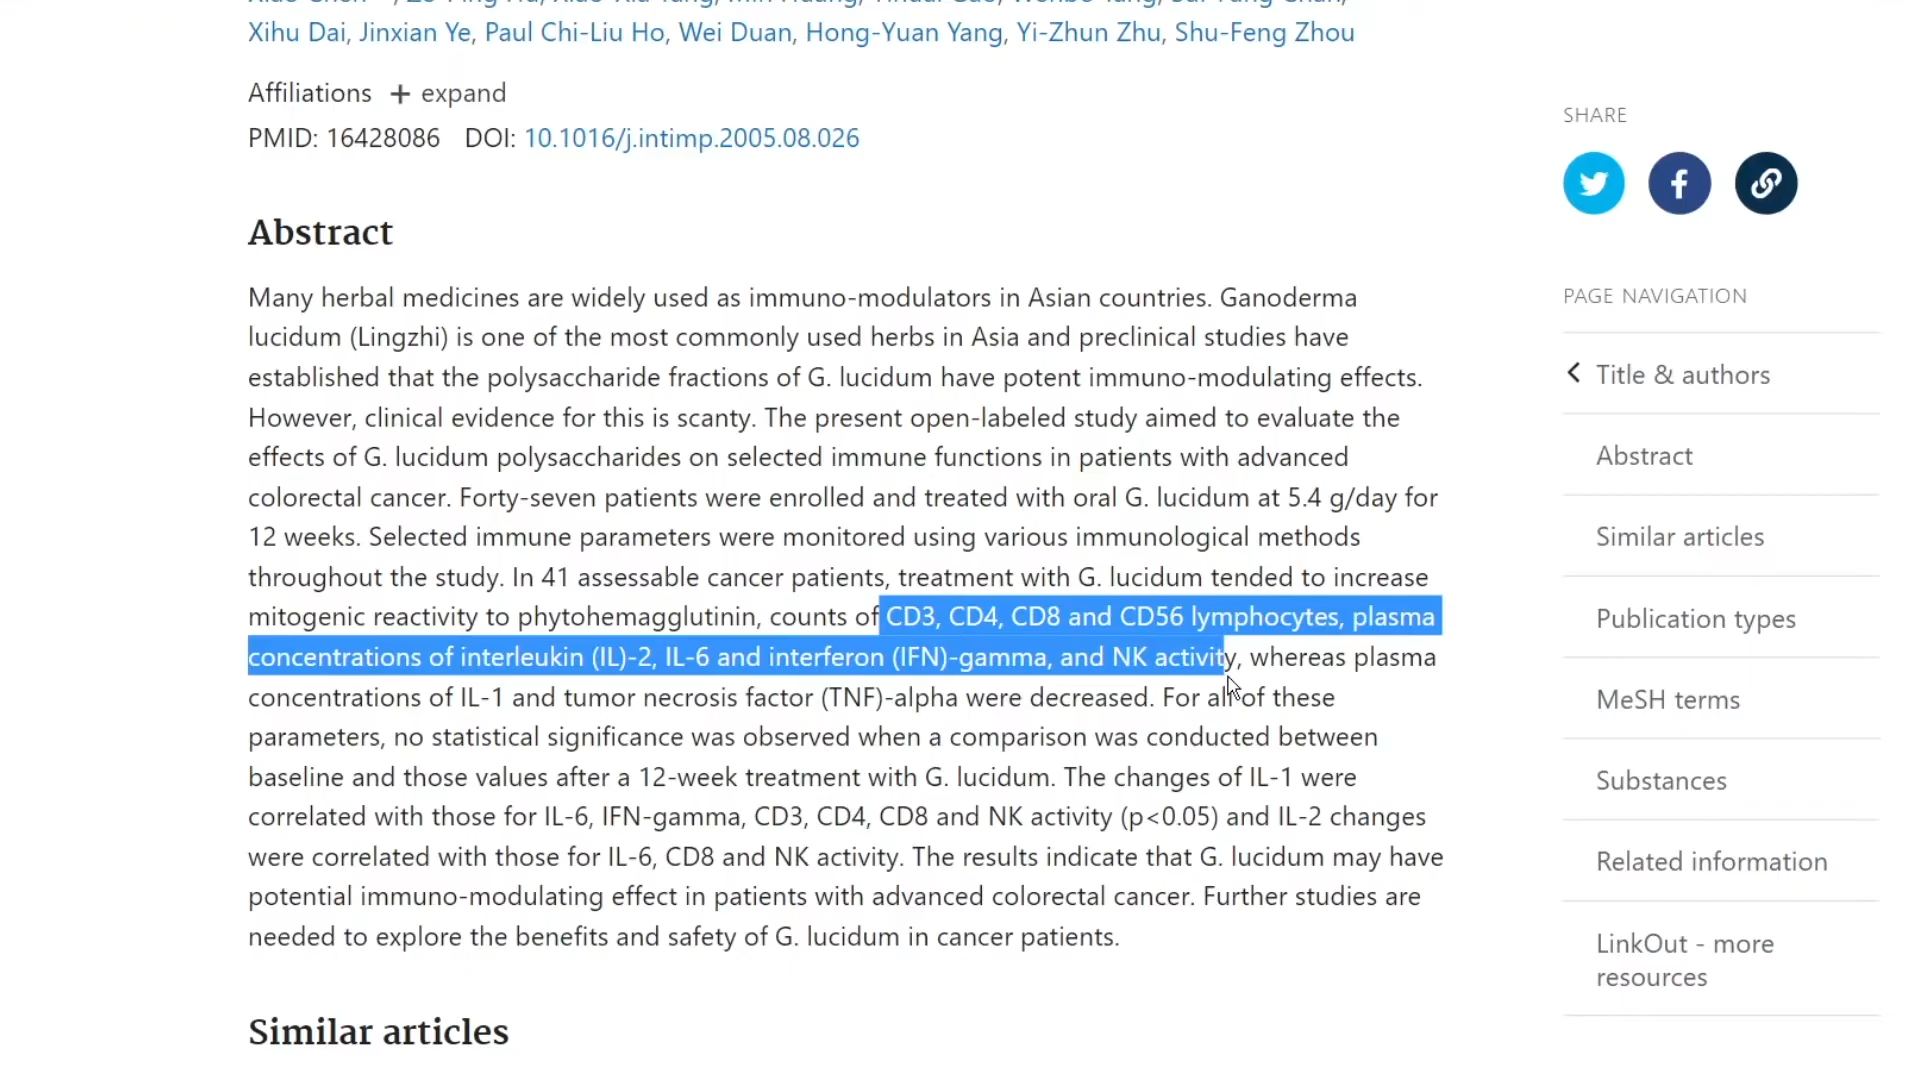 Xihu Dai, Jinxian Ye, Paul Chi-Liu Ho, Wei Duan, Hong-Yuan Yang, Yi-Zhun Zhu, Shu-Feng Zhou
Affiliations + expand
PMID: 16428086 DOI: 10.1016/j.intimp.2005.08.026
Abstract
Many herbal medicines are widely used as immuno-modulators in Asian countries. Ganoderma
lucidum (Lingzhi) is one of the most commonly used herbs in Asia and preclinical studies have
established that the polysaccharide fractions of G. lucidum have potent immuno-modulating effects.
However, clinical evidence for this is scanty. The present open-labeled study aimed to evaluate the
effects of G. lucidum polysaccharides on selected immune functions in patients with advanced
colorectal cancer. Forty-seven patients were enrolled and treated with oral G. lucidum at 5.4 g/day for
12 weeks. Selected immune parameters were monitored using various immunological methods
throughout the study. In 41 assessable cancer patients, treatment with G. lucidum tended to increase
mitogenic reactivity to phytohemagglutinin, counts of CD3, CD4, CD8 and CD56 lymphocytes, plasma
concentrations of interleukin (IL)-2, IL-6 and interferon (IFN)-gamma, and NK activity, whereas plasma
concentrations of IL-1 and tumor necrosis factor (TNF)-alpha were decreased. For all of these
parameters, no statistical significance was observed when a comparison was conducted between
baseline and those values after a 12-week treatment with G. lucidum. The changes of IL-1 were
correlated with those for IL-6, IFN-gamma, CD3, CD4, CD8 and NK activity (p<0.05) and IL-2 changes
were correlated with those for IL-6, CD8 and NK activity. The results indicate that G. lucidum may have
potential immuno-modulating effect in patients with advanced colorectal cancer. Further studies are
needed to explore the benefits and safety of G. lucidum in cancer patients.
Similar articles
SHARE
PAGE NAVIGATION
Title & authors
Abstract
Similar articles
Publication types
MeSH terms
Substances
Related information
LinkOut - more
resources